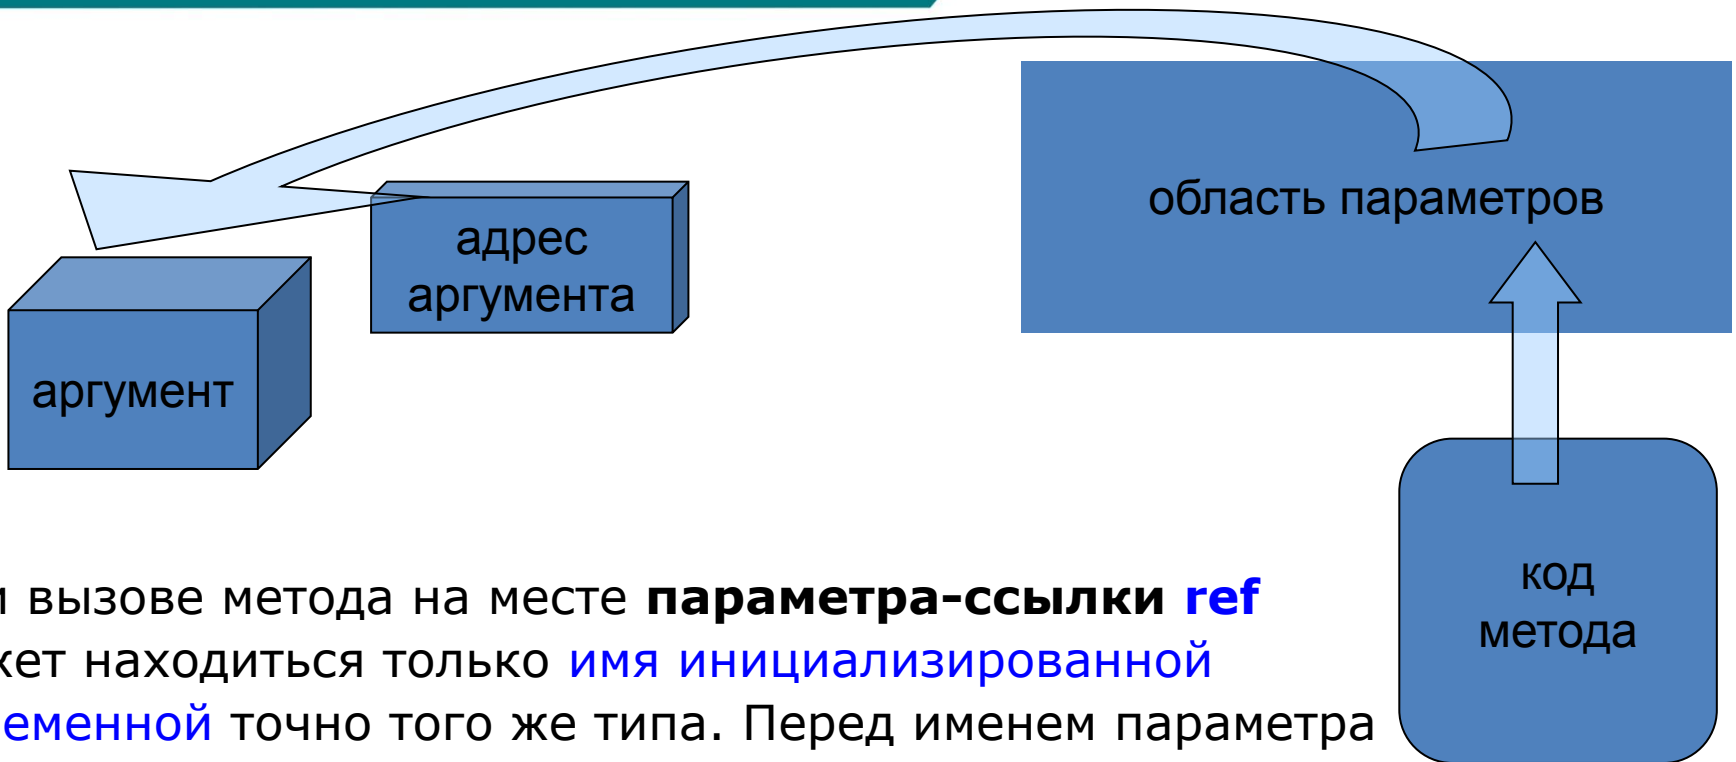 область параметров
адрес
аргумента
аргумент
код
метода
и вызове метода на месте параметра-ссылки ref
жет находиться только имя инициализированной
еменной точно того же типа. Перед именем параметра